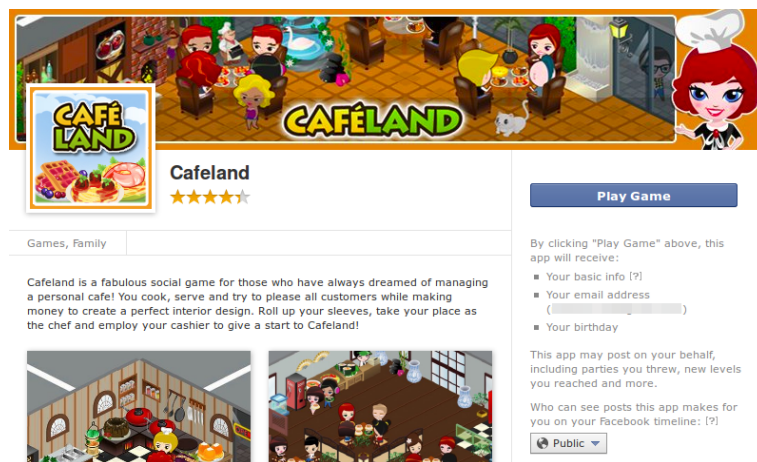 CAFÉLAND
CAFÉ
LAND
Cafeland
Play Game
Games, Family
By clicking "Play Game" above, this
app will receive:
Your basic info [?]
Your email address
( )
Your birthday
Cafeland is a fabulous social game for those who have always dreamed of managing
a personal cafe! You cook, serve and try to please all customers while making
money to create a perfect interior design. Roll up your sleeves, take your place as
the chef and employ your cashier to give a start to Cafeland!
This app may post on your behalf,
including parties you threw, new levels
you reached and more.
Who can see posts this app makes for
you on your Facebook timeline: [?]
Public